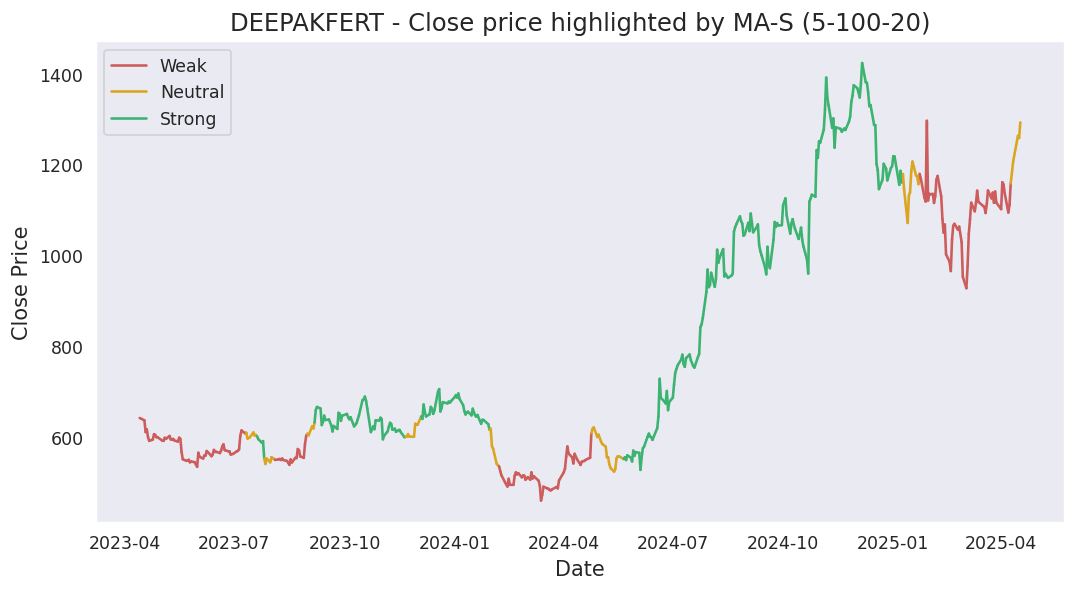 DEEPAKFERT - Close price highlighted by MA-S (5-100-20)
Weak
Neutral
Strong
Close Price
1400
1200
1000
800
600
2023-04 2023-07 2023-10 2024-01 2024-04 2024-07 2024-10 2025-01 2025-04
Date